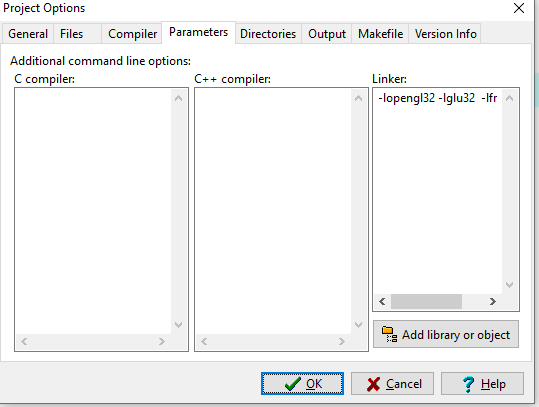 Project Options
General Files Compiler Parameters Directories Output Makefile Version Info
Additional command line options:
C compiler: C++ compiler: Linker:
-lopengl32 -lglu32 -lfr
Add library or object
OK Cancel Help